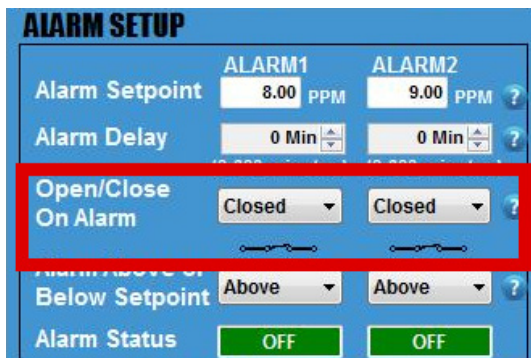 ALARM SETUP
ALARM1 ALARM2
Alarm Setpoint 8.00 PPM 9.00 PPM ?
Alarm Delay 0 Min 0 Min ?
Open/Close
On Alarm Closed Closed ?
Below Setpoint Above Above ?
Alarm Status OFF OFF